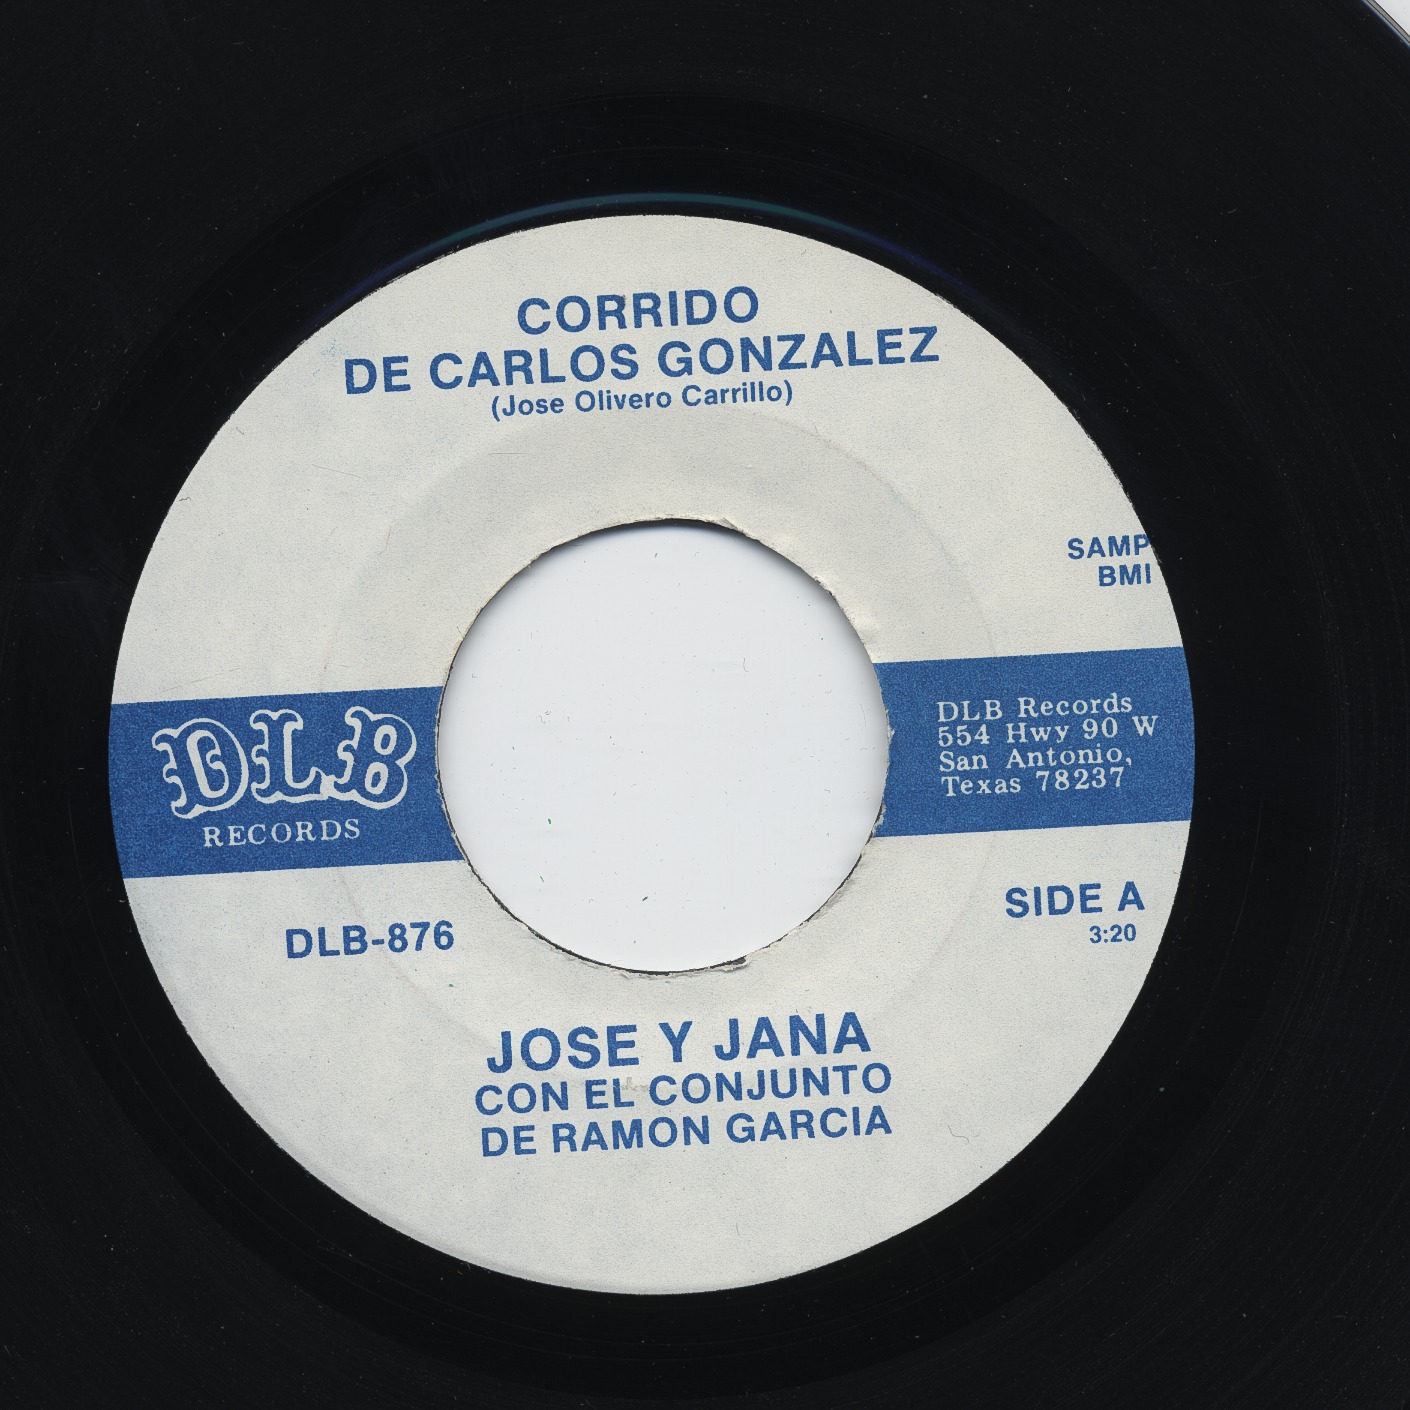 CORRIDO
DE CARLOS GONZALEZ
(Jose Olivero Carrillo)
SAMP
BMI
DLB
RECORDS
DLB Records
554 Hwy 90 W
San Antonio,
Texas 78237
DLB-876
SIDE A
3:20
JOSE Y JANA
CON EL CONJUNTO
DE RAMON GARCIA